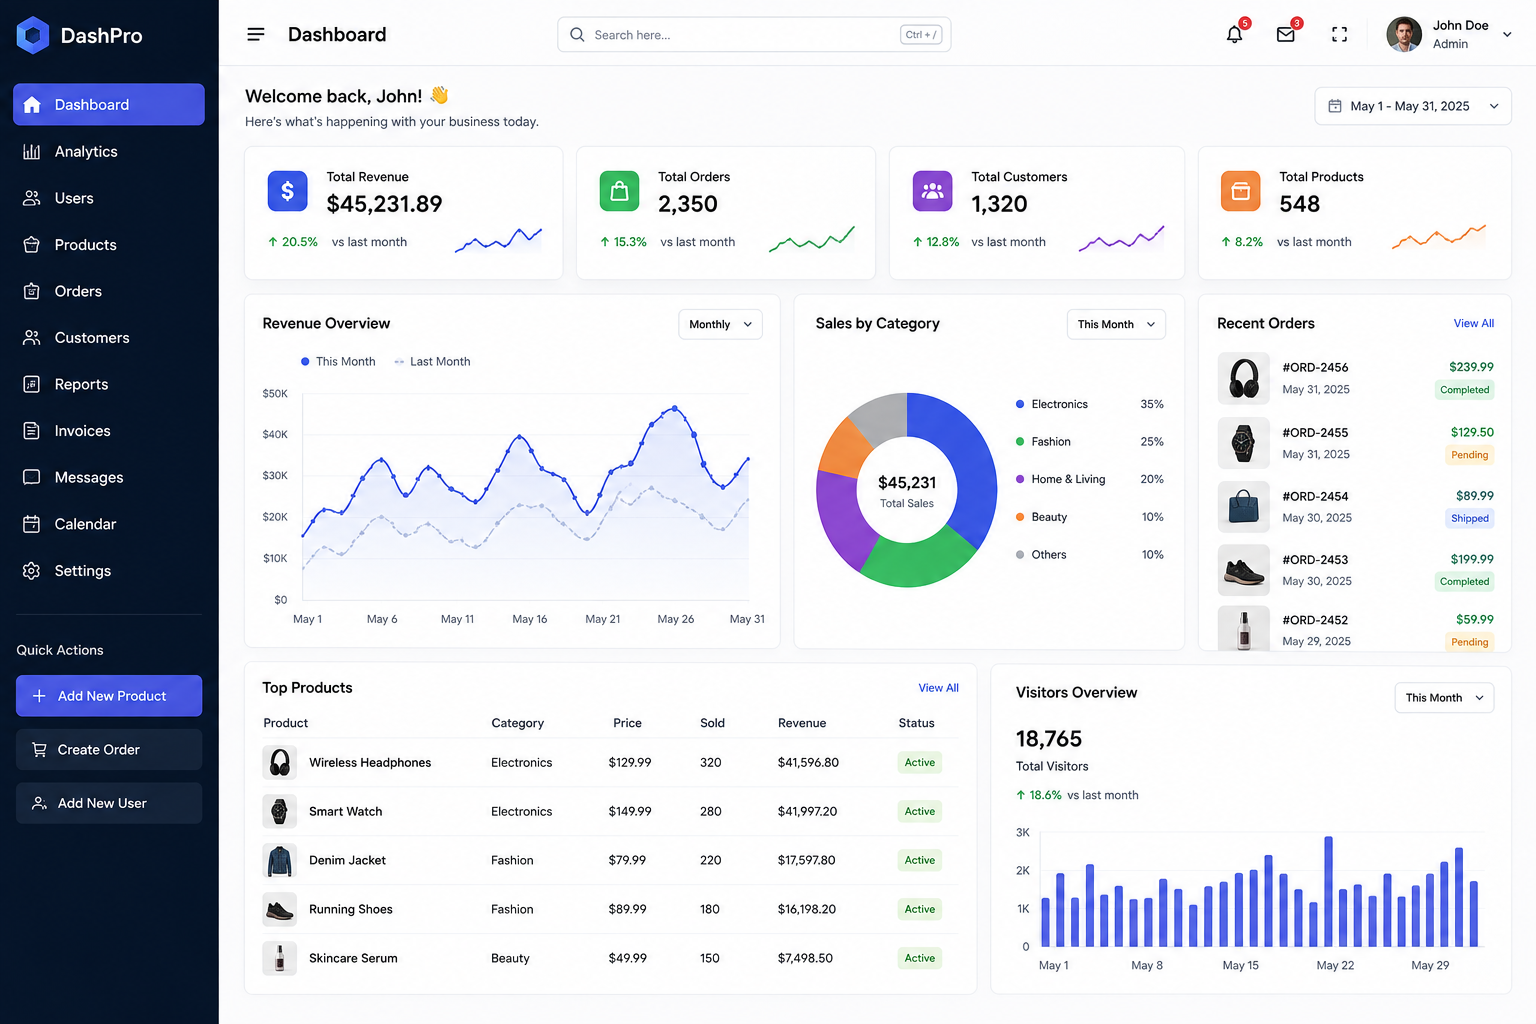 DashPro
Dashboard
Analytics
Users
Products
Orders
Customers
Reports
Invoices
Messages
Calendar
Settings
Quick Actions
Add New Product
Create Order
Add New User
Dashboard
Search here...
Ctrl + /
5
3
John Doe
Admin
Welcome back, John! 👋
Here's what's happening with your business today.
May 1 - May 31, 2025
Total Revenue
$45,231.89
↑ 20.5% vs last month
Total Orders
2,350
↑ 15.3% vs last month
Total Customers
1,320
↑ 12.8% vs last month
Total Products
548
↑ 8.2% vs last month
Revenue Overview
Monthly
This Month Last Month
$50K
$40K
$30K
$20K
$10K
$0
May 1 May 6 May 11 May 16 May 21 May 26 May 31
Sales by Category
This Month
$45,231
Total Sales
Electronics 35%
Fashion 25%
Home & Living 20%
Beauty 10%
Others 10%
Recent Orders
View All
#ORD-2456 $239.99
May 31, 2025 Completed
#ORD-2455 $129.50
May 31, 2025 Pending
#ORD-2454 $89.99
May 30, 2025 Shipped
#ORD-2453 $199.99
May 30, 2025 Completed
#ORD-2452 $59.99
May 29, 2025 Pending
Top Products
View All
Product Category Price Sold Revenue Status
Wireless Headphones Electronics $129.99 320 $41,596.80 Active
Smart Watch Electronics $149.99 280 $41,997.20 Active
Denim Jacket Fashion $79.99 220 $17,597.80 Active
Running Shoes Fashion $89.99 180 $16,198.20 Active
Skincare Serum Beauty $49.99 150 $7,498.50 Active
Visitors Overview
This Month
18,765
Total Visitors
↑ 18.6% vs last month
3K
2K
1K
0
May 1 May 8 May 15 May 22 May 29